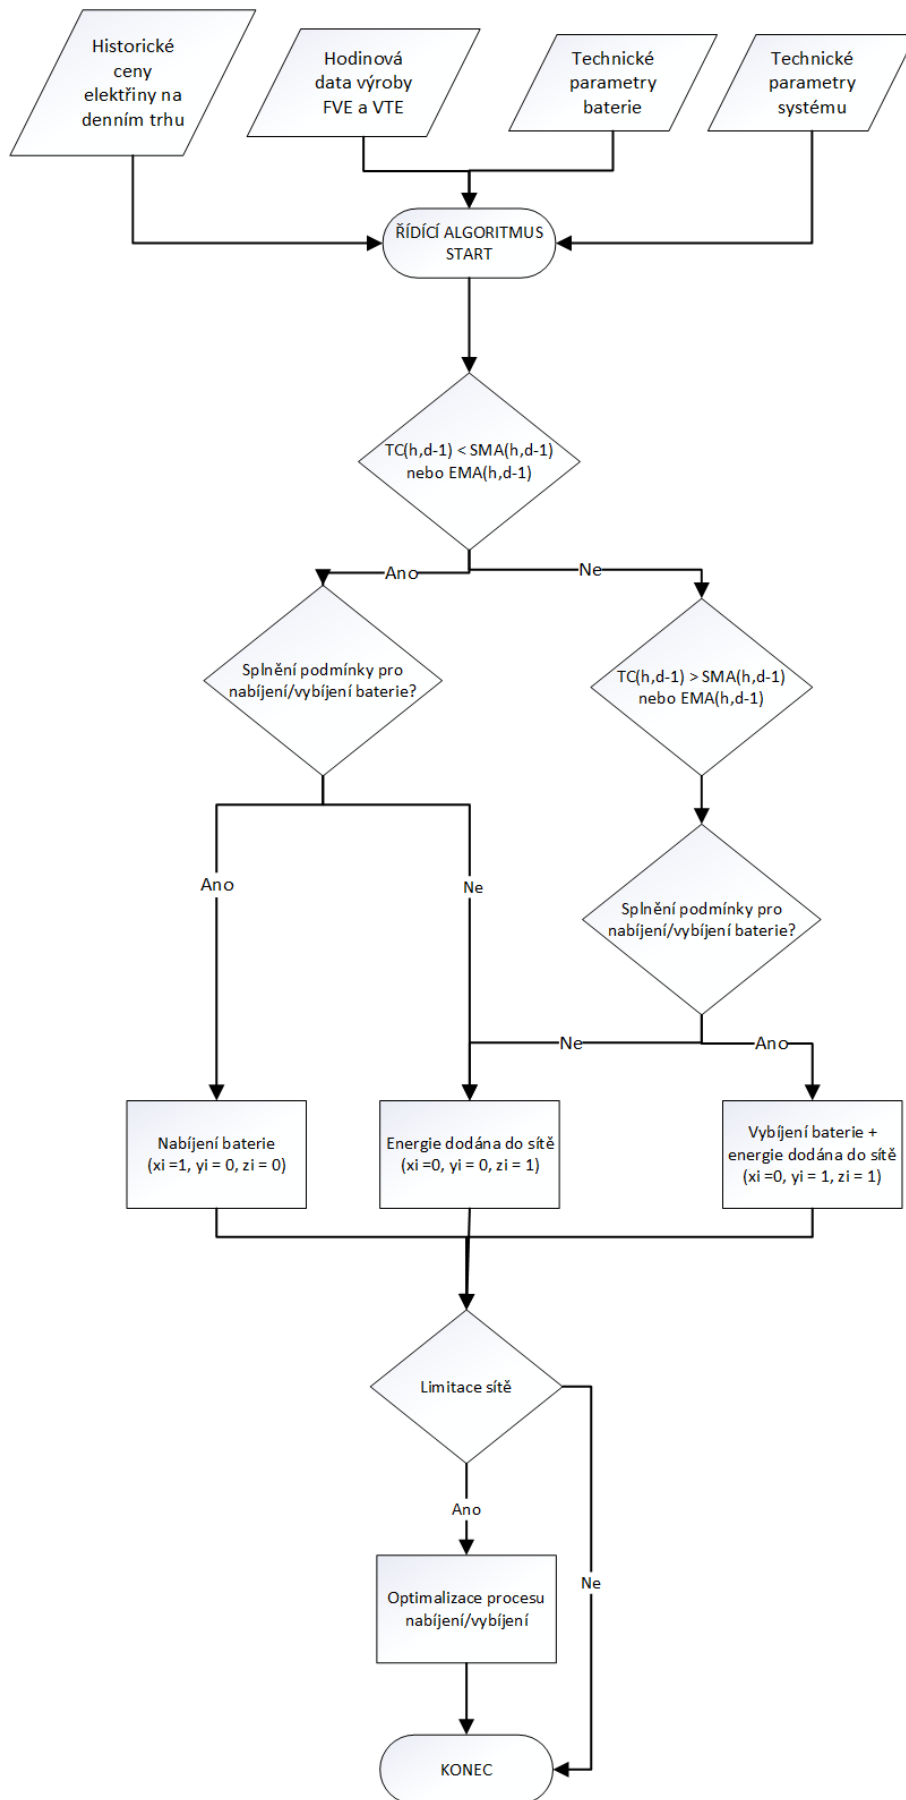 Historické
ceny
elektřiny na
denním trhu
Hodinová
data výroby
FVE a VTE
Technické
parametry
baterie
Technické
parametry
systému
ŘÍDÍCÍ ALGORITMUS
START
TC(h,d-1) < SMA(h,d-1)
nebo EMA(h,d-1)
Ano
Ne
Splnění podmínky pro
nabíjení/vybíjení baterie?
TC(h,d-1) > SMA(h,d-1)
nebo EMA(h,d-1)
Ano
Ne
Splnění podmínky pro
nabíjení/vybíjení baterie?
Ne
Ano
Nabíjení baterie
(xi =1, yi = 0, zi = 0)
Energie dodána do sítě
(xi =0, yi = 0, zi = 1)
Vybíjení baterie +
energie dodána do sítě
(xi =0, yi = 1, zi = 1)
Limitace sítě
Ano
Ne
Optimalizace procesu
nabíjení/vybíjení
KONEC